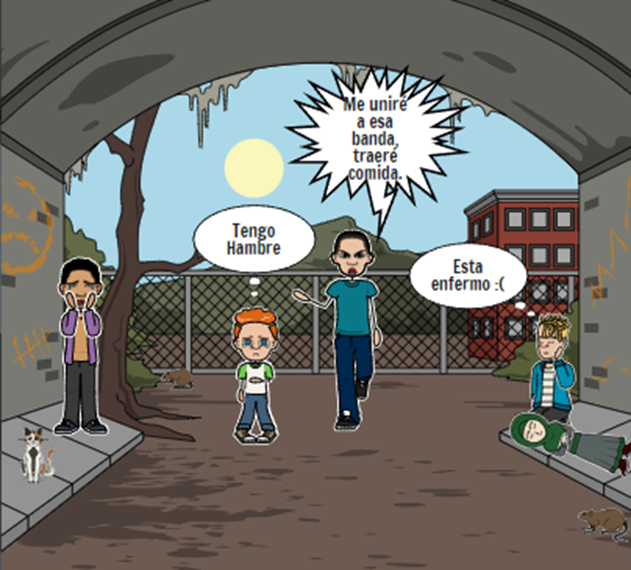 Me uniré
a esa
banda,
traeré
comida.
Tengo
Hambre
Esta
enfermo :(